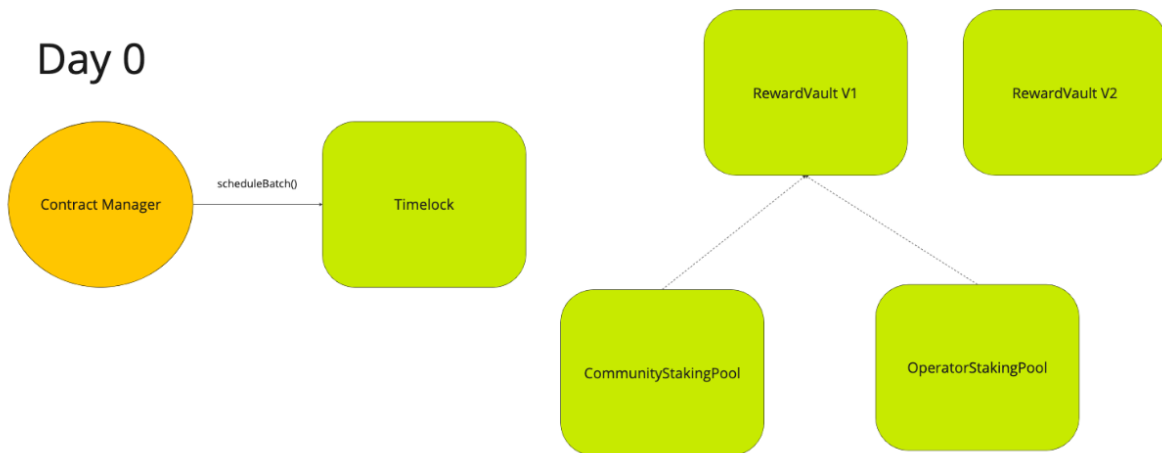 Day 0
Contract Manager
scheduleBatch()
Timelock
RewardVault V1
RewardVault V2
CommunityStakingPool
OperatorStakingPool